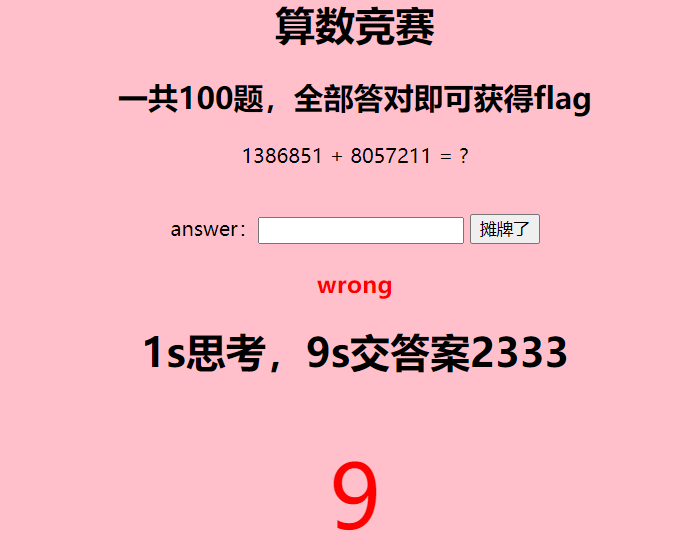 算数竞赛
一共100题，全部答对即可获得flag
1386851 + 8057211 = ?
answer： 摊牌了
wrong
1s思考，9s交答案2333
9